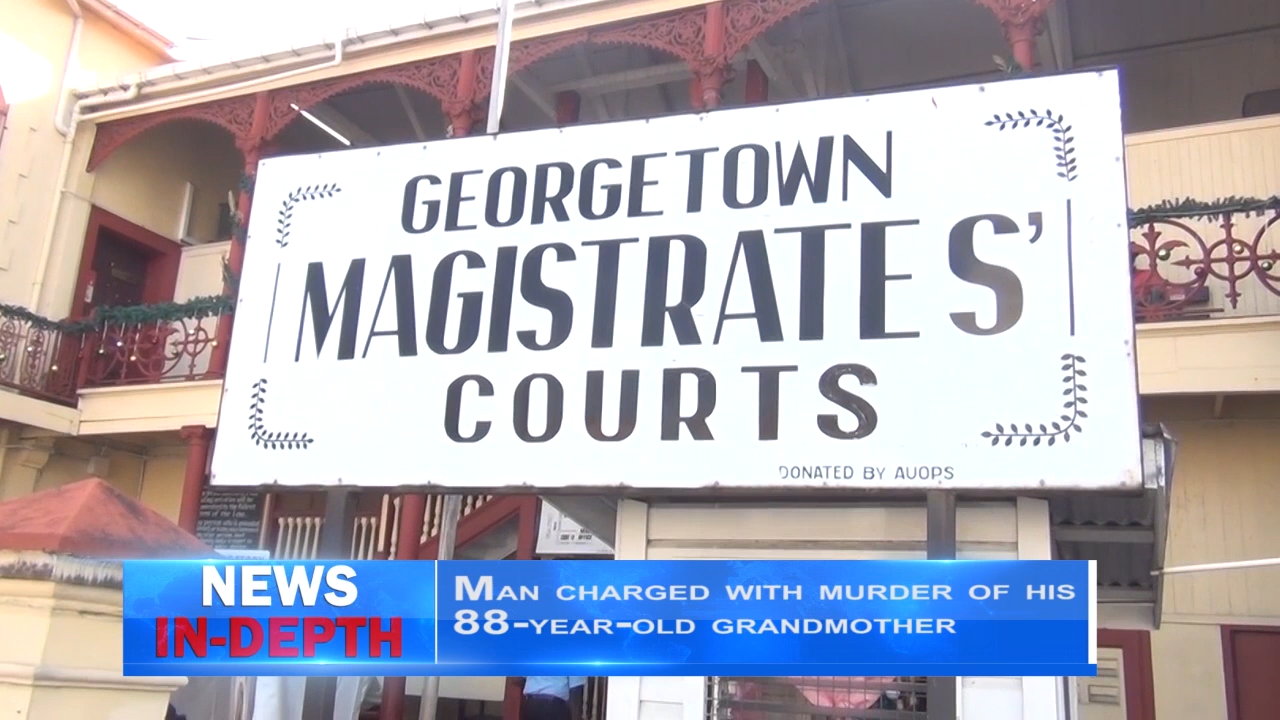 GEORGETOWN
MAGISTRATES'
COURTS
DONATED BY AUOPS
NEWS
IN-DEPTH
MAN CHARGED WITH MURDER OF HIS
88-YEAR-OLD GRANDMOTHER